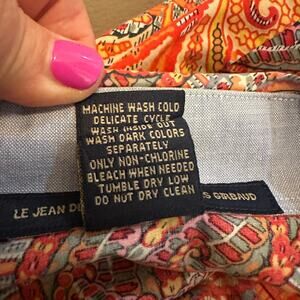 MACHINE WASH COLD
DELICATE CYCLE
WASH INSIDE OUT
WASH DARK COLORS
SEPARATELY
ONLY NON-CHLORINE
BLEACH WHEN NEEDED
TUMBLE DRY LOW
DO NOT DRY CLEAN
LE JEAN DE
GIRBAUD